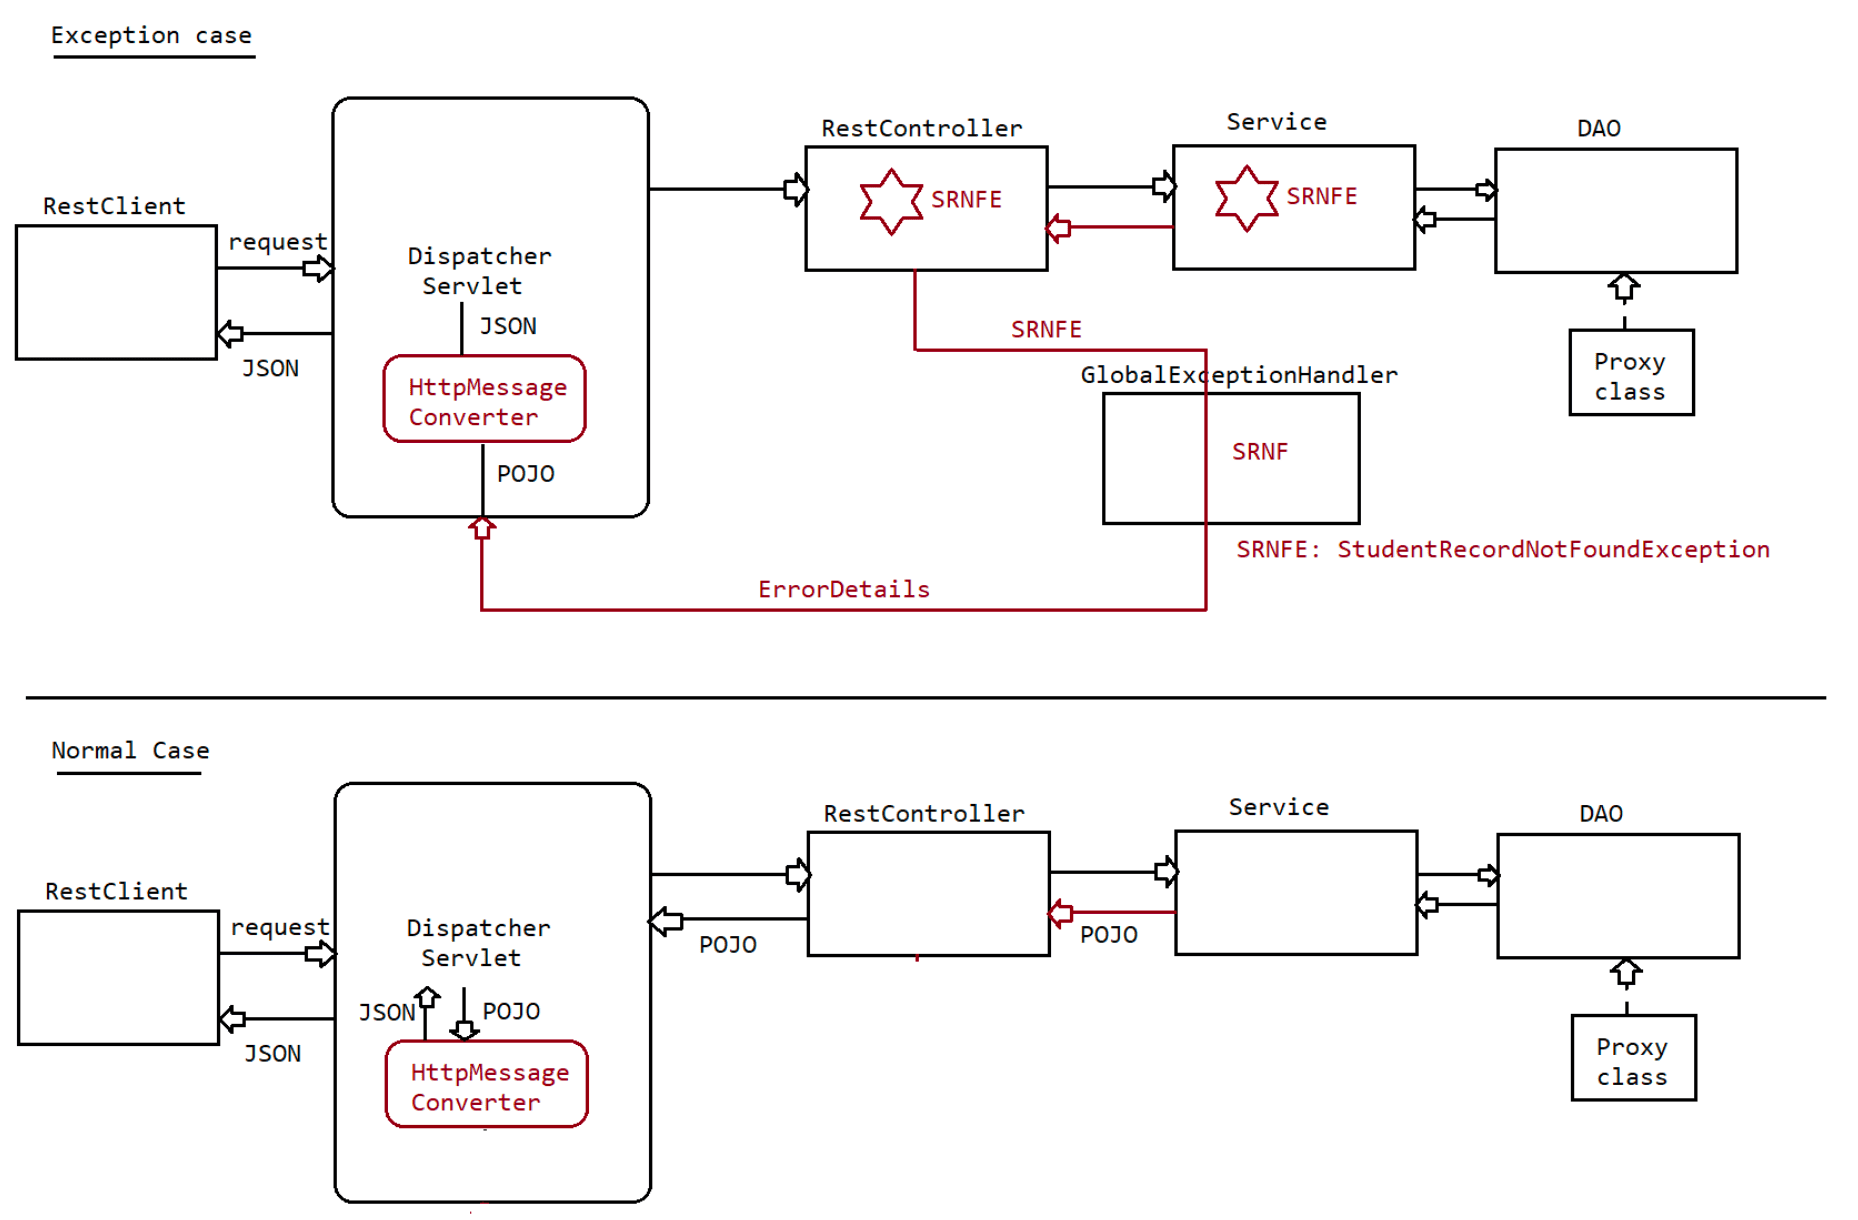 Exception case
RestController
Service
DAO
RestClient
request
SRNFE
SRNFE
Dispatcher
Servlet
JSON
JSON
HttpMessage
Converter
POJO
SRNFE
GlobalExceptionHandler
SRNF
Proxy
class
SRNFE: StudentRecordNotFoundException
ErrorDetails
Normal Case
RestController
Service
DAO
RestClient
request
Dispatcher
Servlet
POJO
POJO
JSON
POJO
JSON
HttpMessage
Converter
Proxy
class